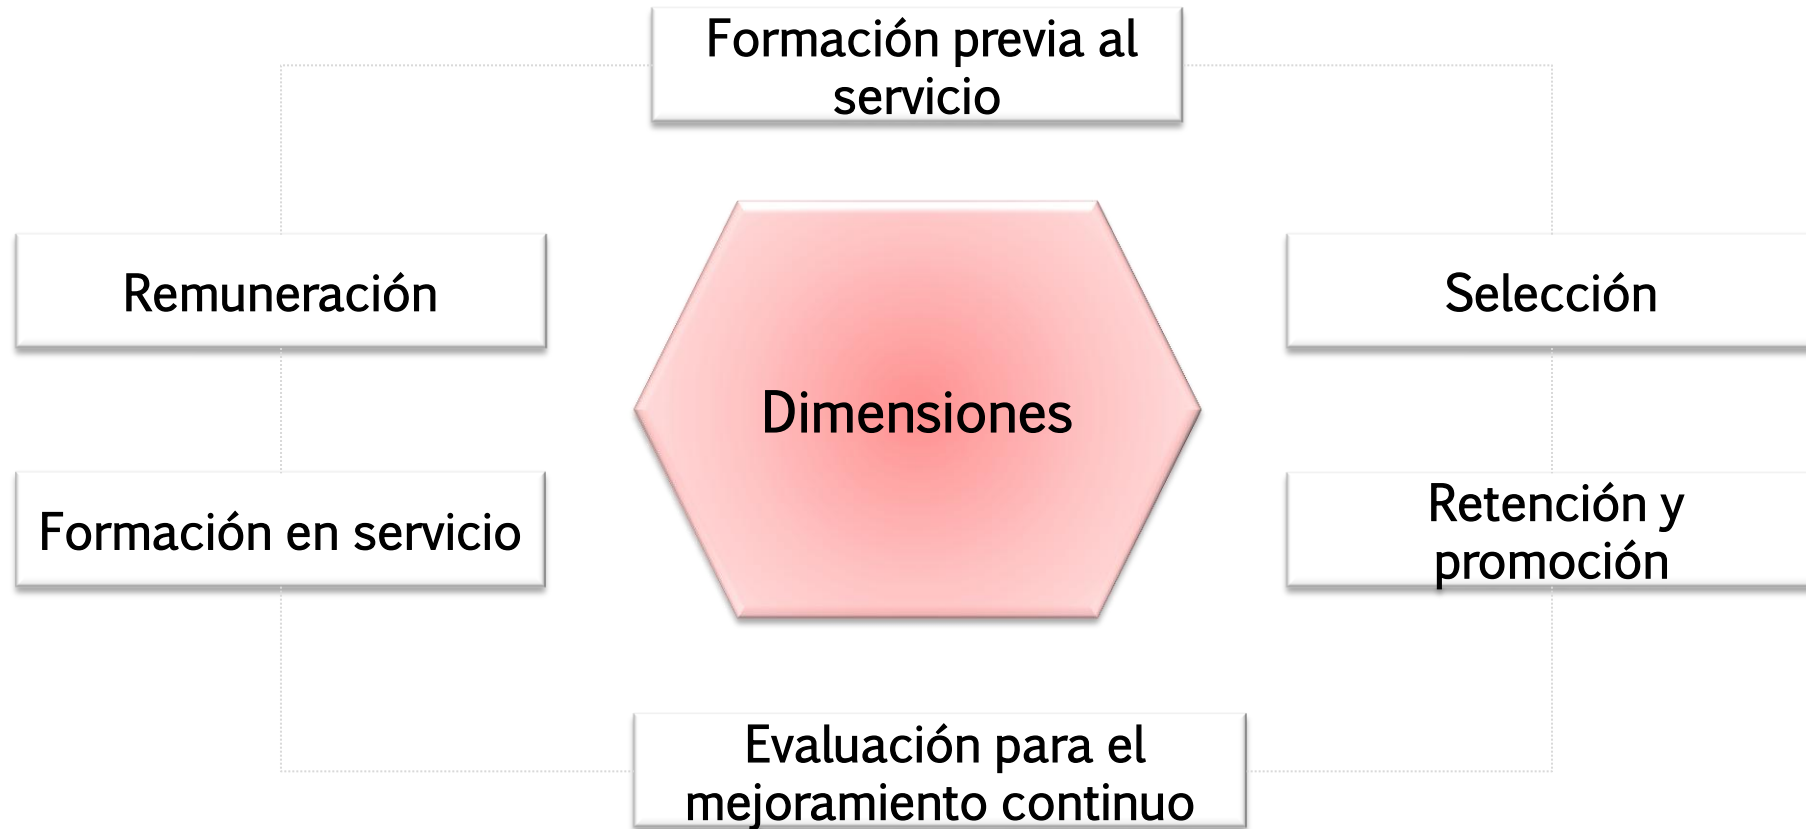 Formación previa al
servicio
Remuneración
Selección
Dimensiones
Formación en servicio
Retención y
promoción
Evaluación para el
mejoramiento continuo